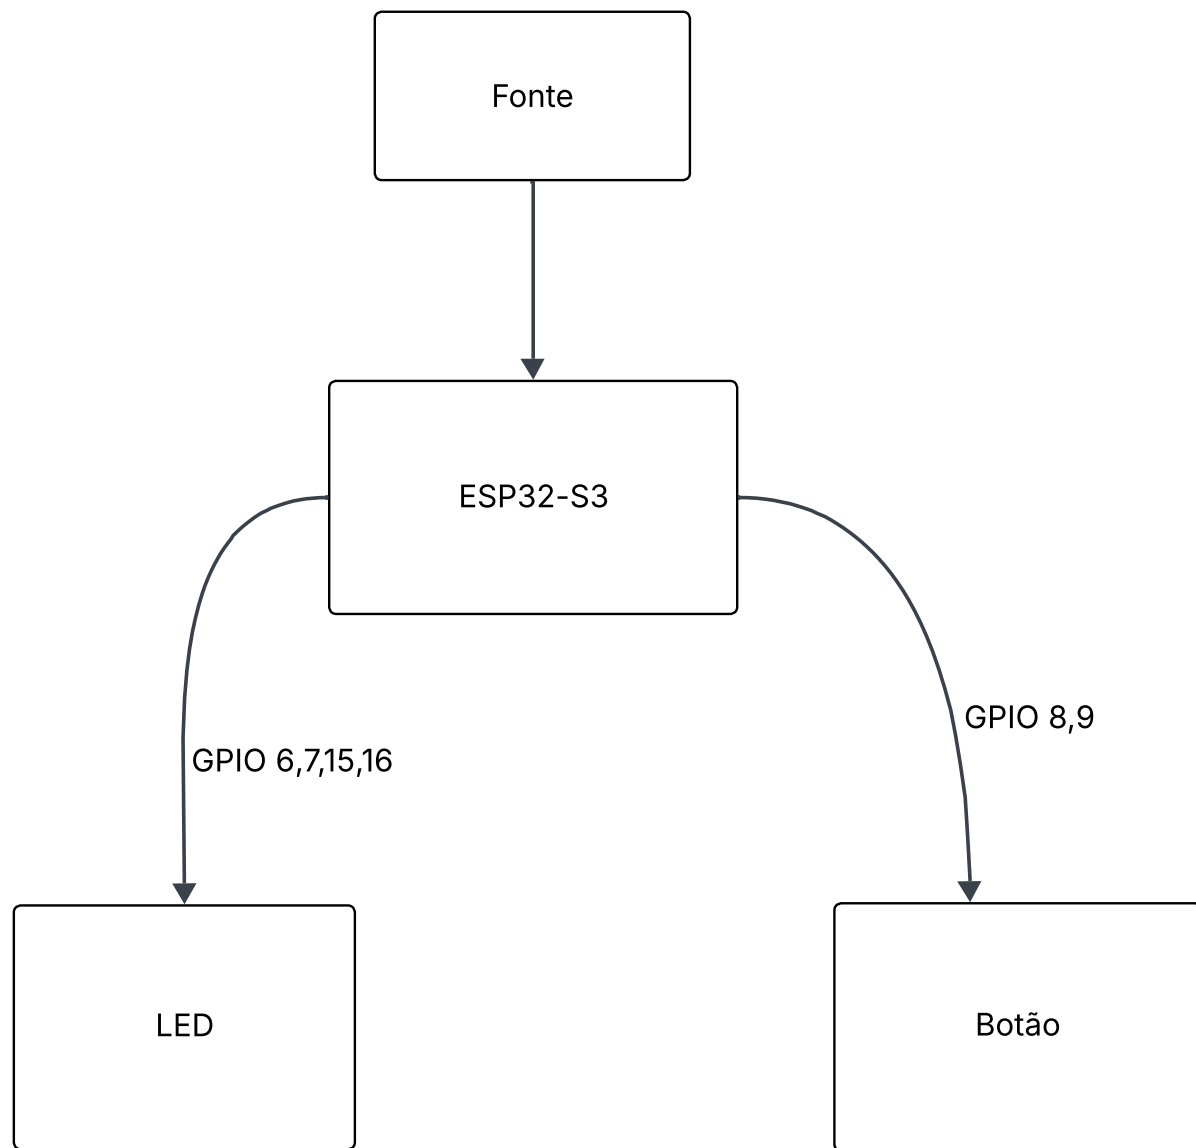 Fonte
ESP32-S3
GPIO 8,9
GPIO 6,7,15,16
LED
Botão